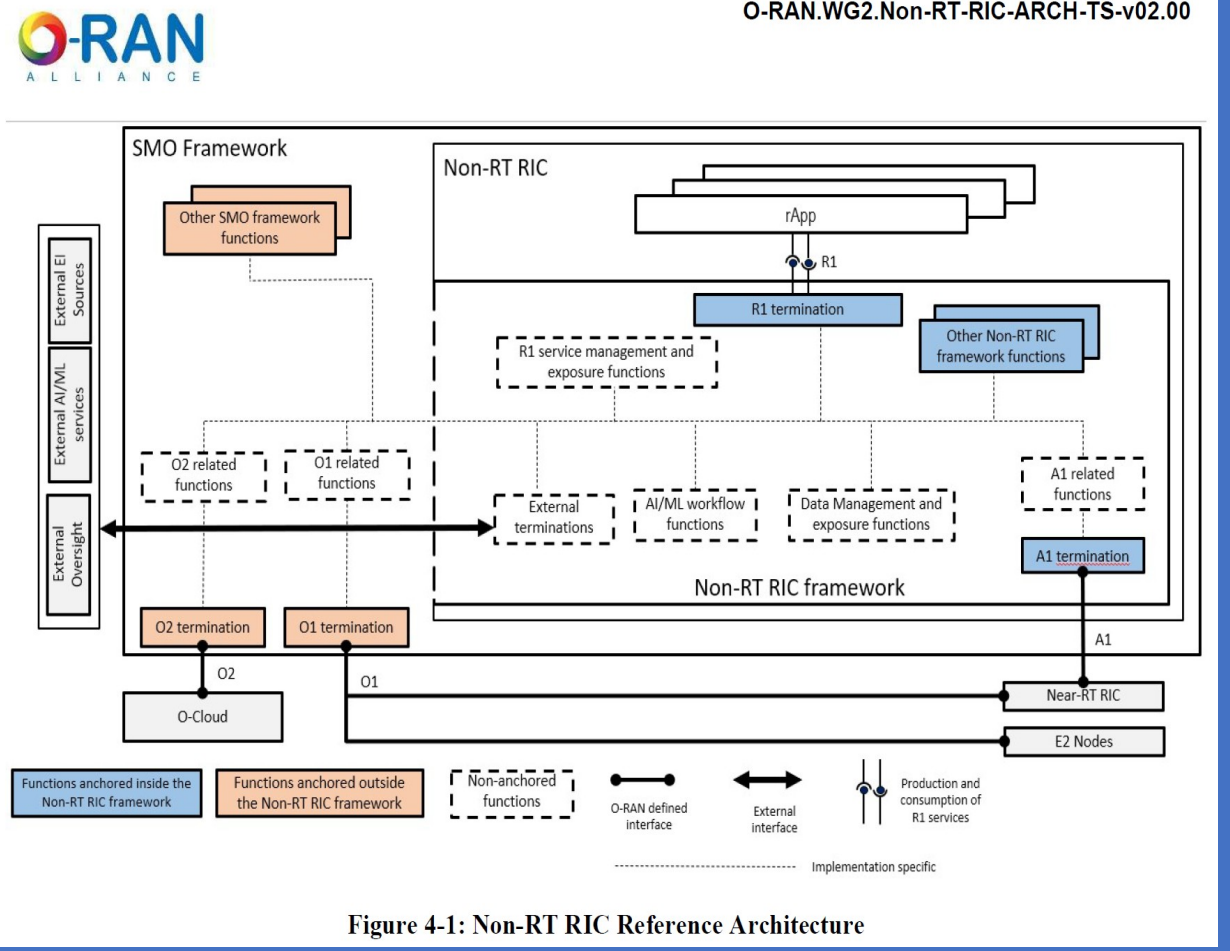 O-RAN.WG2.Non-RT-RIC-ARCH-TS-v02.00
O-RAN
ALLIANCE
SMO Framework
Non-RT RIC
Other SMO framework
functions
rApp
R1
R1 termination
Other Non-RT RIC
framework functions
R1 service management and
exposure functions
External EI
Sources
External AI/ML
services
External
Oversight
O2 related
functions
O1 related
functions
External
terminations
AI/ML workflow
functions
Data Management and
exposure functions
A1 related
functions
A1 termination
Non-RT RIC framework
O2 termination
O1 termination
A1
O2
O1
O-Cloud
Near-RT RIC
E2 Nodes
Functions anchored inside the
Non-RT RIC framework
Functions anchored outside
the Non-RT RIC framework
Non-anchored
functions
O-RAN defined
interface
External
interface
Production and
consumption of
R1 services
Implementation specific
Figure 4-1: Non-RT RIC Reference Architecture